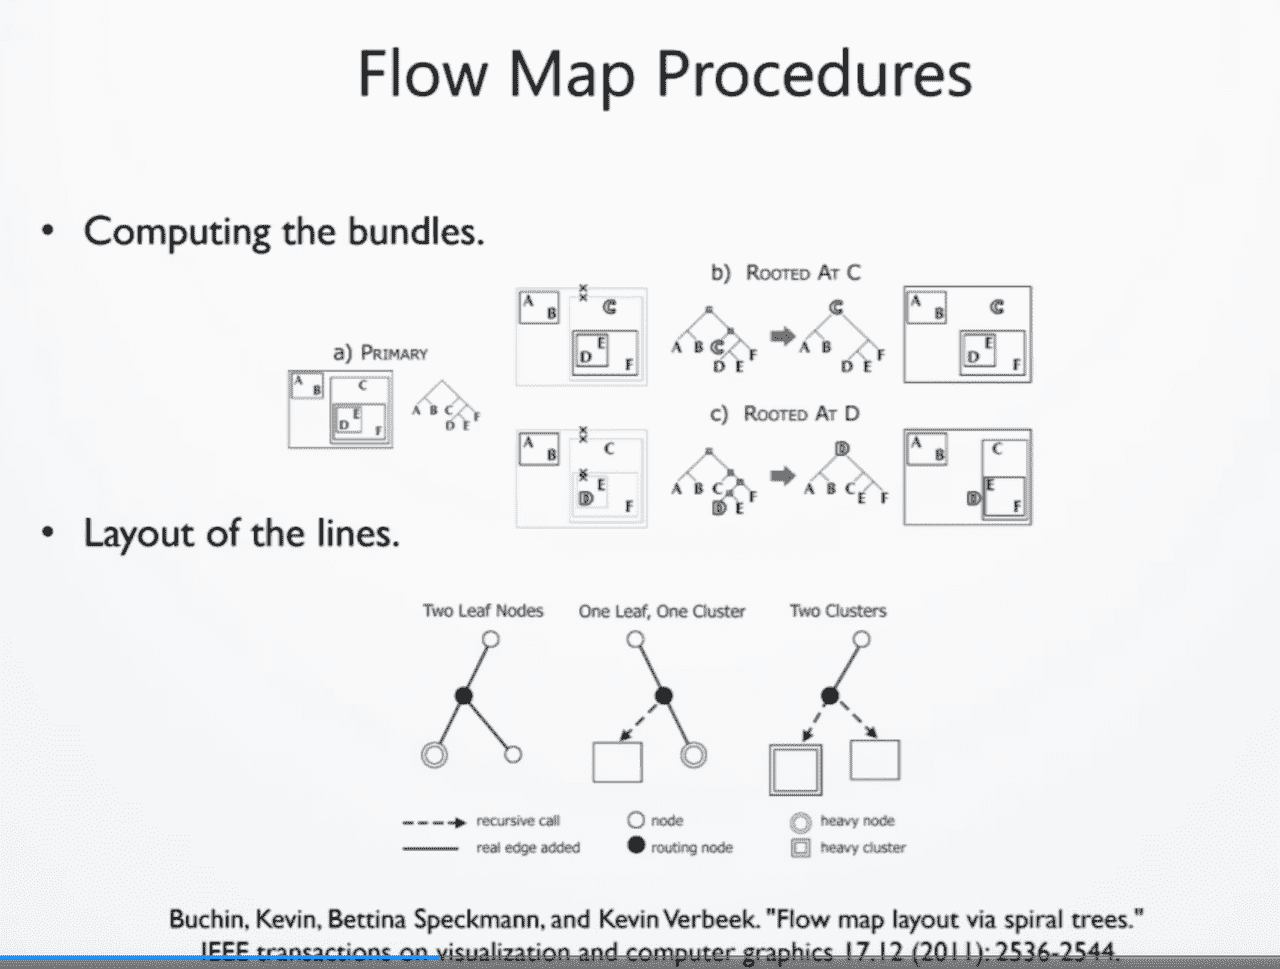 Flow Map Procedures
• Computing the bundles.
b) ROOTED AT C
A B C E D F
A B C D E F
C A B D E F
A B C E D F
a) PRIMARY
A B C E D F
A B C D E F
c) ROOTED AT D
A B C E D F
A B C D E F
D A B C E F
A B C E D F
• Layout of the lines.
Two Leaf Nodes One Leaf, One Cluster Two Clusters
recursive call node heavy node
real edge added routing node heavy cluster
Buchin, Kevin, Bettina Speckmann, and Kevin Verbeek. "Flow map layout via spiral trees."
IEEE transactions on visualization and computer graphics 17.12 (2011): 2536-2544.